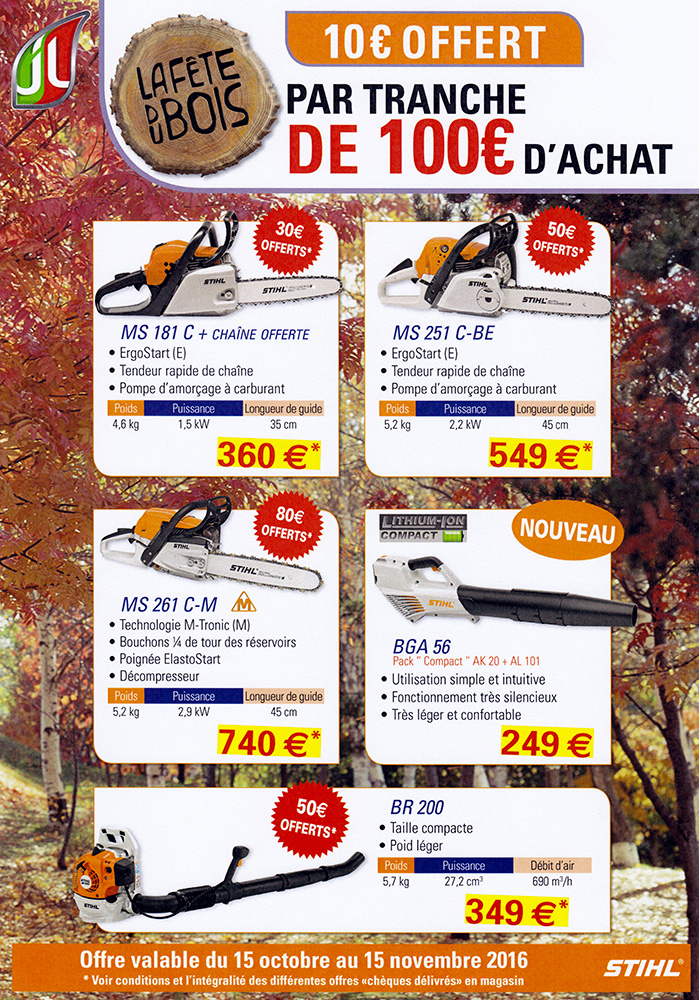 jl
LA FÊTE
DU BOIS
10€ OFFERT
PAR TRANCHE
DE 100€ D'ACHAT
30€
OFFERTS*
STIHL
MS 181 C + CHAÎNE OFFERTE
• ErgoStart (E)
• Tendeur rapide de chaîne
• Pompe d'amorçage à carburant
Poids Puissance Longueur de guide
4,6 kg 1,5 kW 35 cm
360 €*
50€
OFFERTS*
STIHL
STIHL
MS 251 C-BE
• ErgoStart (E)
• Tendeur rapide de chaîne
• Pompe d'amorçage à carburant
Poids Puissance Longueur de guide
5,2 kg 2,2 kW 45 cm
549 €*
80€
OFFERTS*
STIHL
STIHL
MS 261 C-M M
• Technologie M-Tronic (M)
• Bouchons ¼ de tour des réservoirs
• Poignée ElastoStart
• Décompresseur
Poids Puissance Longueur de guide
5,2 kg 2,9 kW 45 cm
740 €*
LITHIUM-ION
COMPACT
NOUVEAU
STIHL
BGA 56
Pack " Compact " AK 20 + AL 101
• Utilisation simple et intuitive
• Fonctionnement très silencieux
• Très léger et confortable
249 €
50€
OFFERTS*
BR 200
• Taille compacte
• Poid léger
Poids Puissance Débit d'air
5,7 kg 27,2 cm³ 690 m³/h
349 €*
Offre valable du 15 octobre au 15 novembre 2016
* Voir conditions et l'intégralité des différentes offres «chèques délivrés» en magasin
STIHL